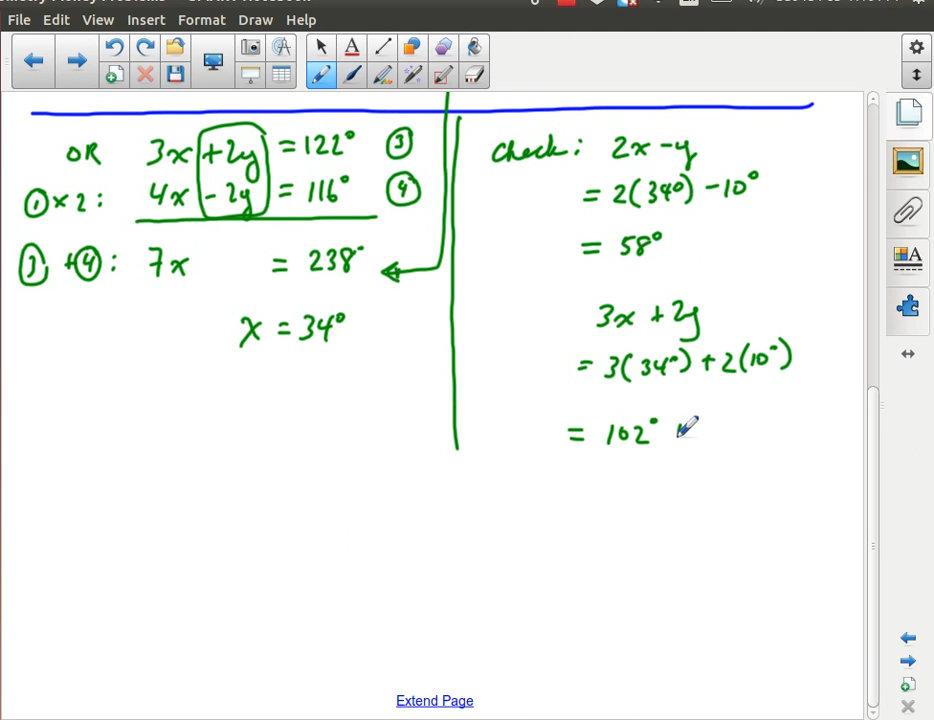 File Edit View Insert Format Draw Help
OR 3x +2y = 122° ③
①×2: 4x - 2y = 116° ④
③ +④: 7x = 238°
x = 34°
Check: 2x - y
= 2(34°) - 10°
= 58°
3x + 2y
= 3(34°) + 2(10°)
= 102°
Extend Page